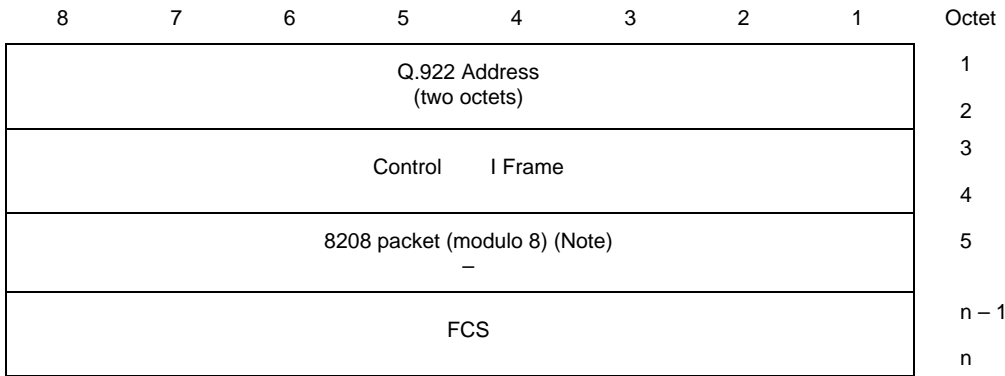 8 7 6 5 4 3 2 1 Octet
Q.922 Address 1
(two octets)
2
3
Control I Frame
4
8208 packet (modulo 8) (Note) 5
–
n – 1
FCS
n